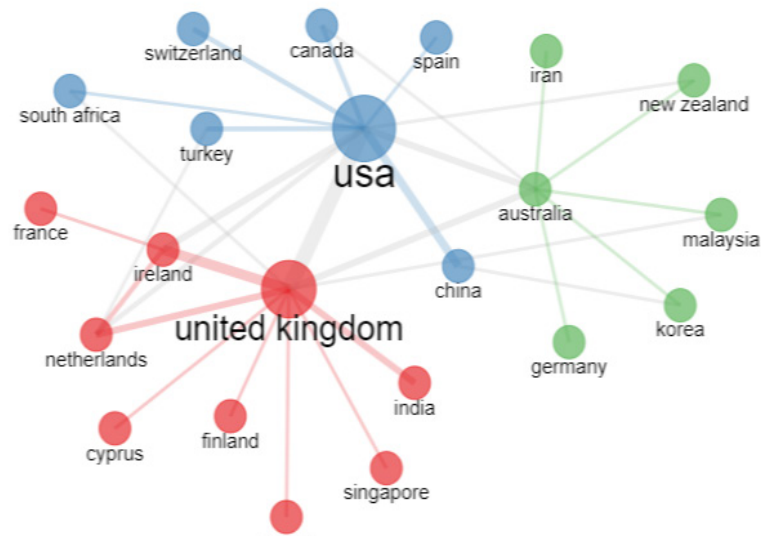 switzerland
canada
spain
iran
new zealand
south africa
turkey
usa
australia
malaysia
france
ireland
china
korea
united kingdom
netherlands
germany
india
cyprus
finland
singapore